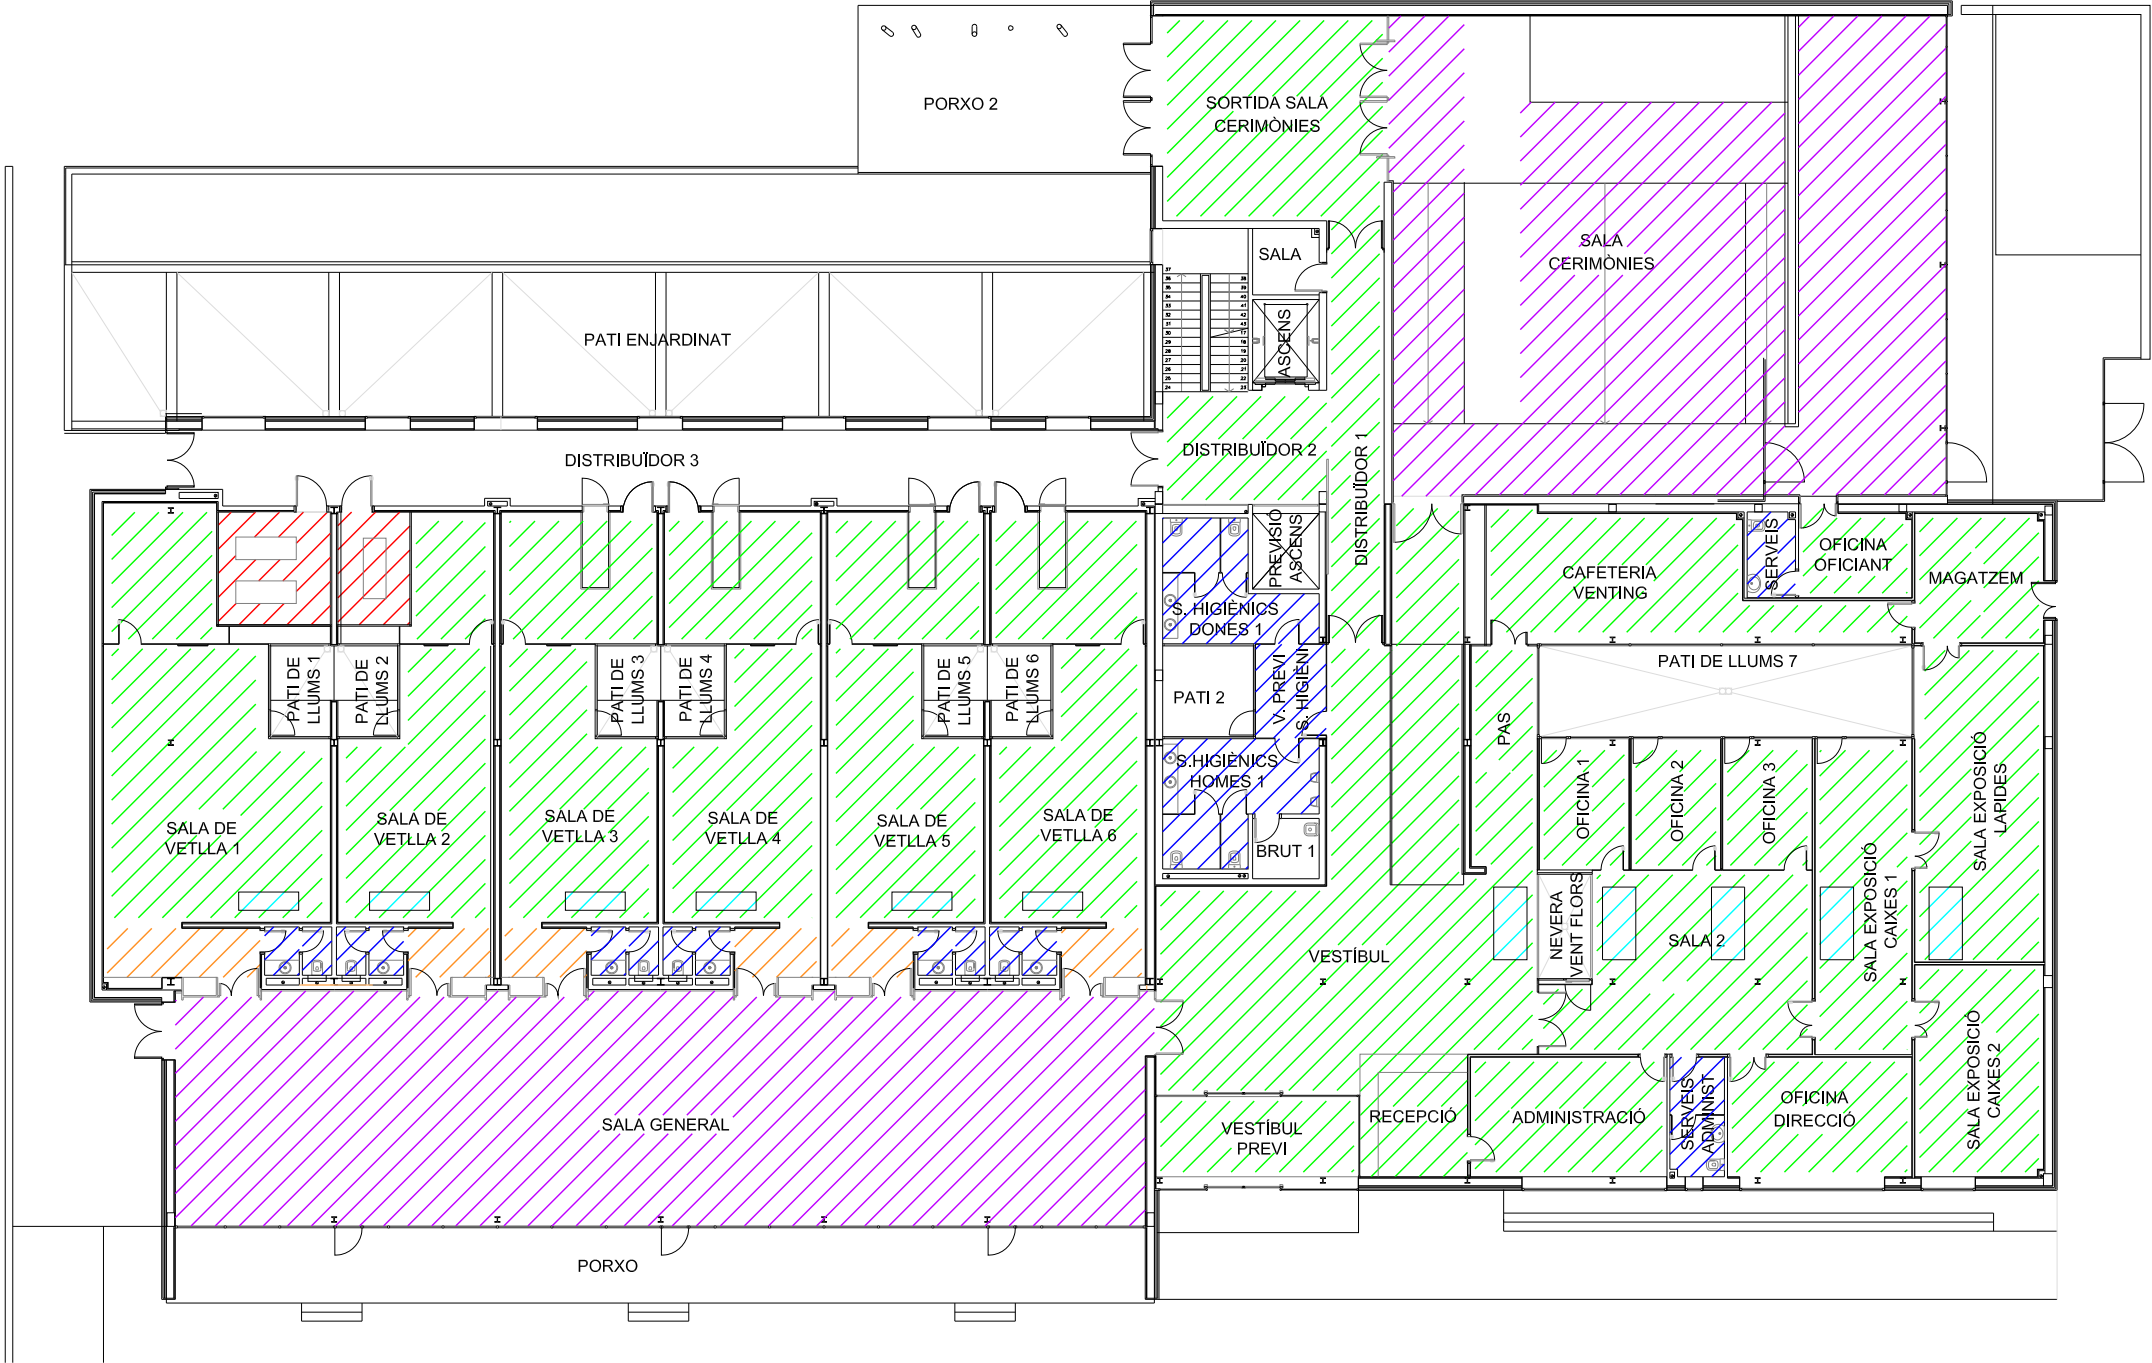 PORXO 2
SORTIDA SALA
CERIMÒNIES
SALA
CERIMÒNIES
SALA
ASCENS
PATI ENJARDINAT
DISTRIBUÏDOR 3
DISTRIBUÏDOR 2
DISTRIBUÏDOR 1
PREVISIÓ
ASCENS
SERVEIS
OFICINA
OFICIANT
CAFETERIA
VENTING
MAGATZEM
S. HIGIÈNICS
DONES 1
PATI DE
LLUMS 1
PATI DE
LLUMS 2
PATI DE
LLUMS 3
PATI DE
LLUMS 4
PATI DE
LLUMS 5
PATI DE
LLUMS 6
PATI 2
V. PREVI
S. HIGIÈNI
PATI DE LLUMS 7
PAS
S.HIGIÈNICS
HOMES 1
BRUT 1
OFICINA 1
OFICINA 2
OFICINA 3
SALA EXPOSICIÓ
CAIXES 1
SALA EXPOSICIÓ
LAPIDES
SALA DE
VETLLA 1
SALA DE
VETLLA 2
SALA DE
VETLLA 3
SALA DE
VETLLA 4
SALA DE
VETLLA 5
SALA DE
VETLLA 6
VESTÍBUL
NEVERA
VENT FLORS
SALA 2
SALA GENERAL
VESTÍBUL
PREVI
RECEPCIÓ
ADMINISTRACIÓ
SERVEIS
ADMINIST
OFICINA
DIRECCIÓ
SALA EXPOSICIÓ
CAIXES 2
PORXO